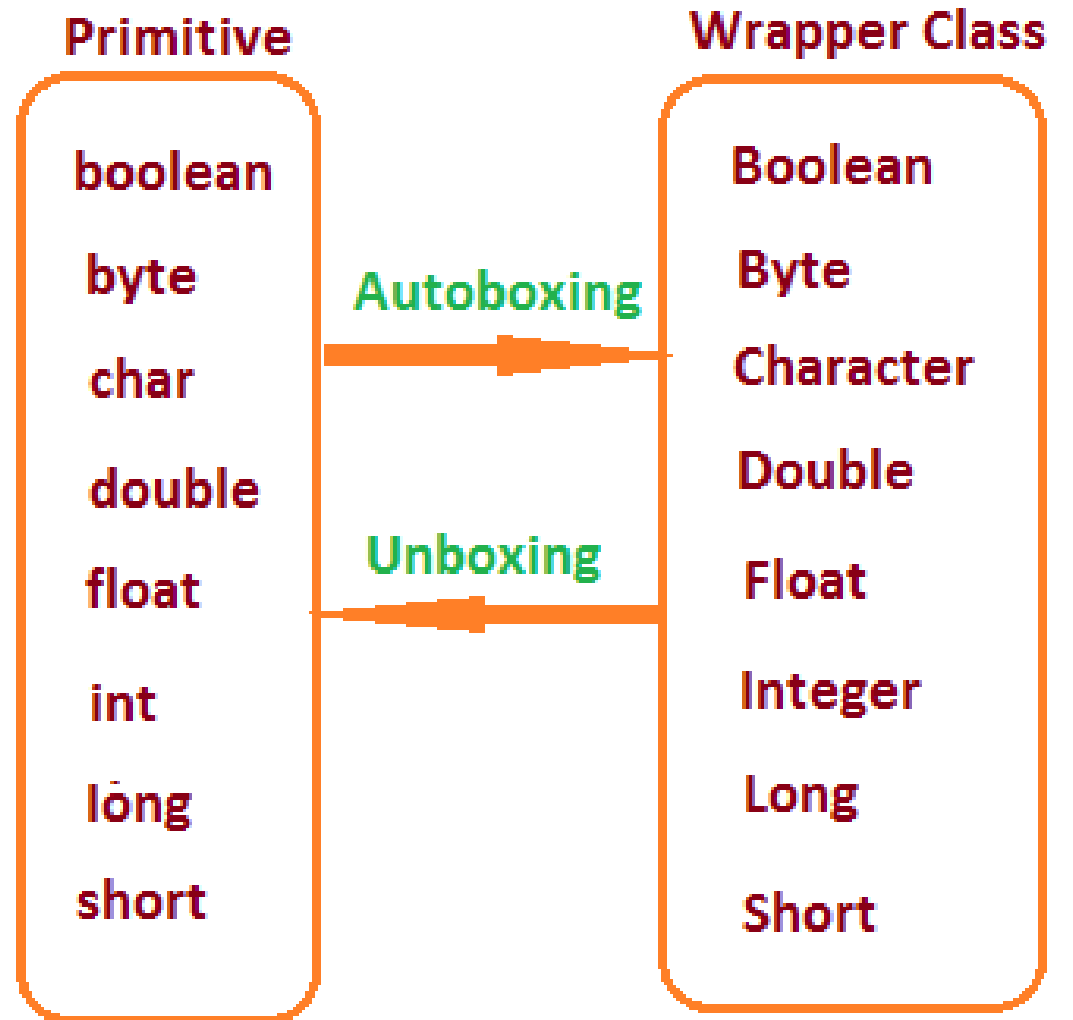 Primitive
boolean
byte
char
double
float
int
long
short
Autoboxing
Unboxing
Wrapper Class
Boolean
Byte
Character
Double
Float
Integer
Long
Short